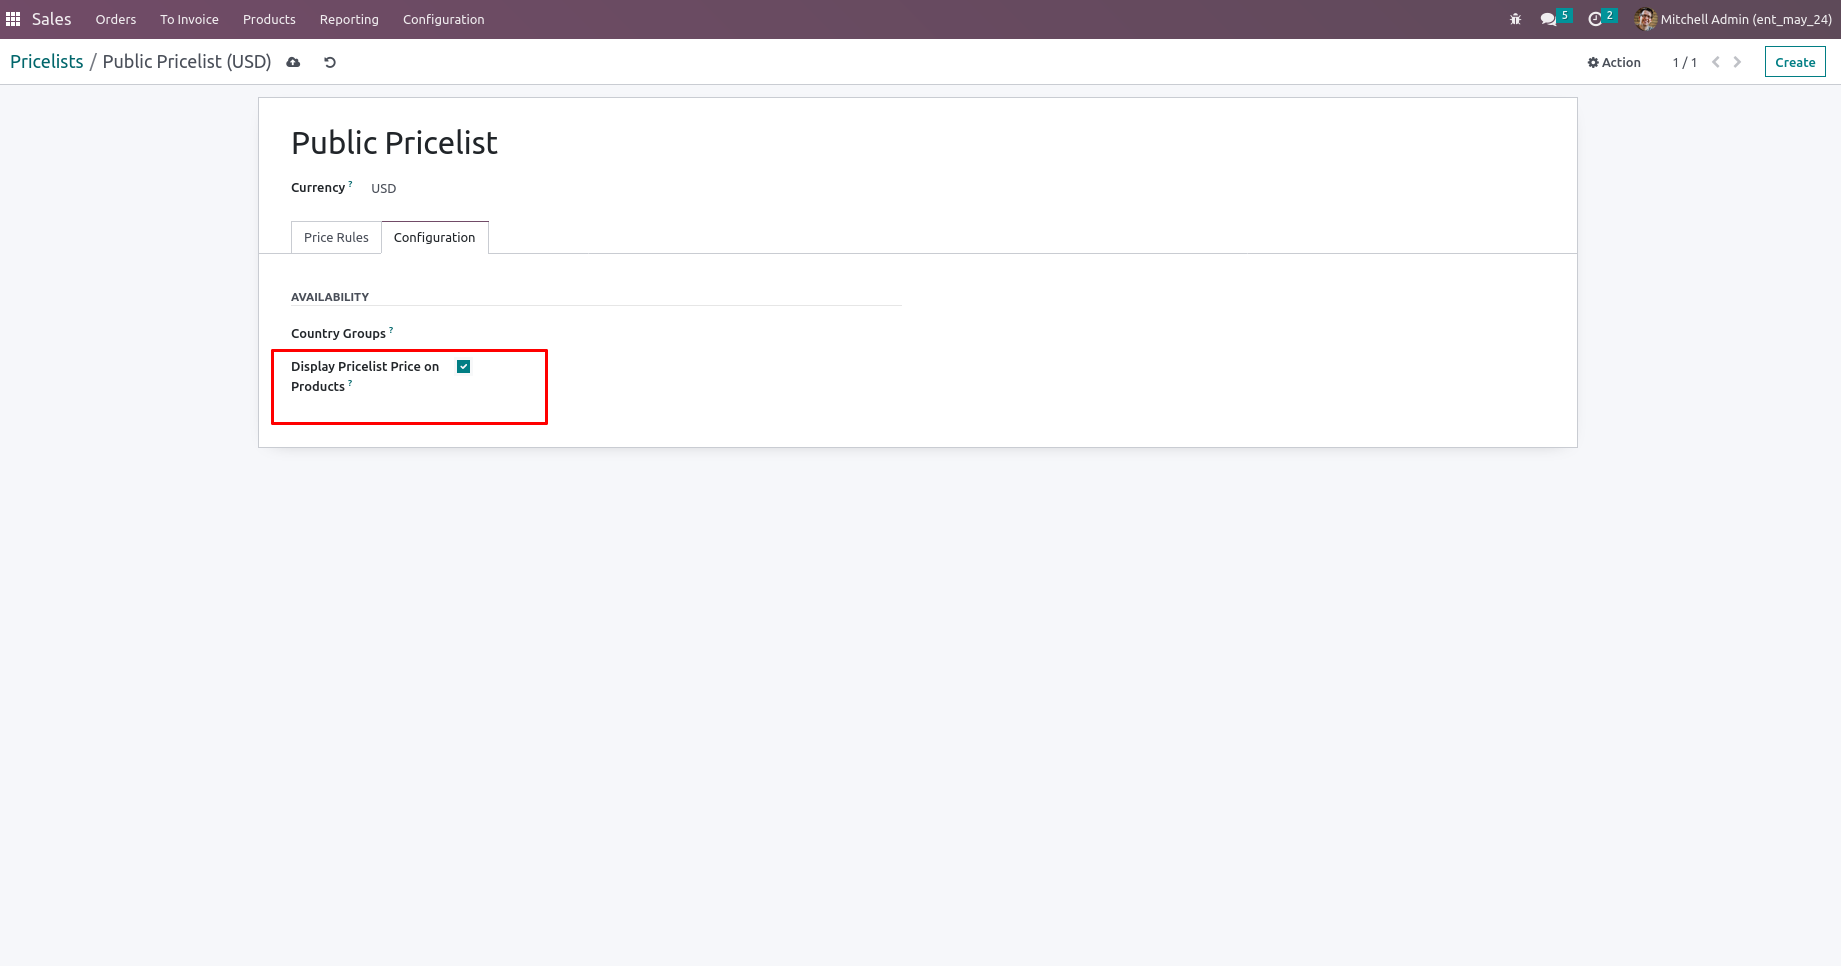 Sales Orders To Invoice Products Reporting Configuration 5 2 Mitchell Admin (ent_may_24)
Pricelists / Public Pricelist (USD) Action 1 / 1 Create
Public Pricelist
Currency ? USD
Price Rules Configuration
AVAILABILITY
Country Groups ?
Display Pricelist Price on
Products ?